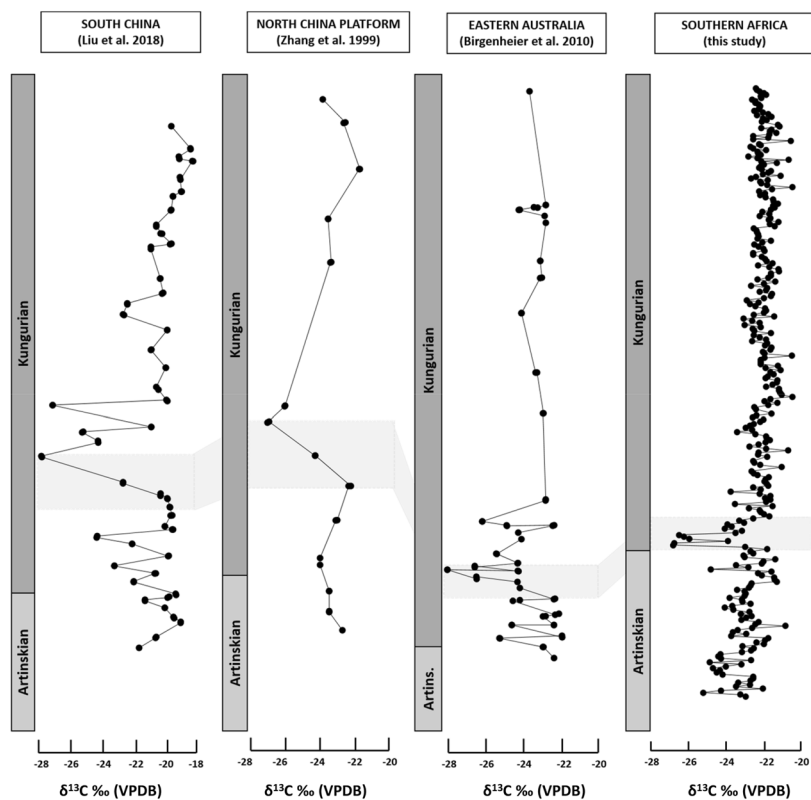 SOUTH CHINA
(Liu et al. 2018)
NORTH CHINA PLATFORM
(Zhang et al. 1999)
EASTERN AUSTRALIA
(Birgenheier et al. 2010)
SOUTHERN AFRICA
(this study)
Kungurian
Artinskian
Kungurian
Artinskian
Kungurian
Artins.
Kungurian
Artinskian
-28 -26 -24 -22 -20 -18
-28 -26 -24 -22 -20
-28 -26 -24 -22 -20
-28 -26 -24 -22 -20
δ¹³C ‰ (VPDB)
δ¹³C ‰ (VPDB)
δ¹³C ‰ (VPDB)
δ¹³C ‰ (VPDB)